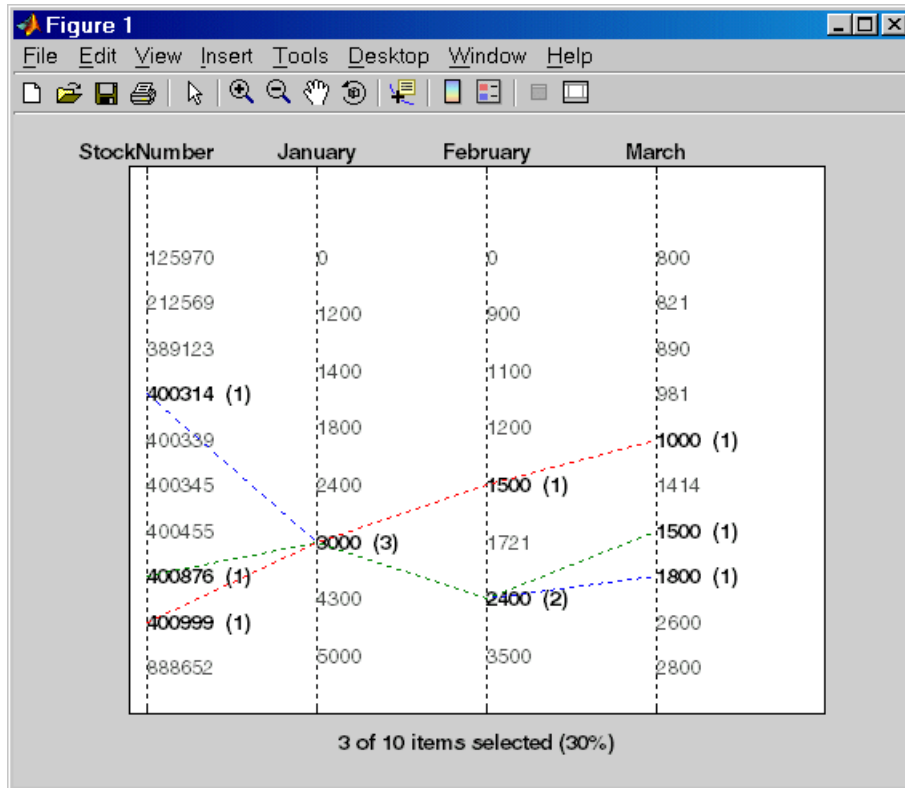 Figure 1
File Edit View Insert Tools Desktop Window Help
StockNumber January February March
125970 0 0 800
212569 1200 900 821
389123 1400 1100 890
400314 (1) 1800 1200 981
400339 2400 1500 (1) 1000 (1)
400345 3000 (3) 1721 1414
400455 4300 2400 (2) 1500 (1)
400876 (1) 5000 3500 1800 (1)
400999 (1) 2600
888652 2800
3 of 10 items selected (30%)